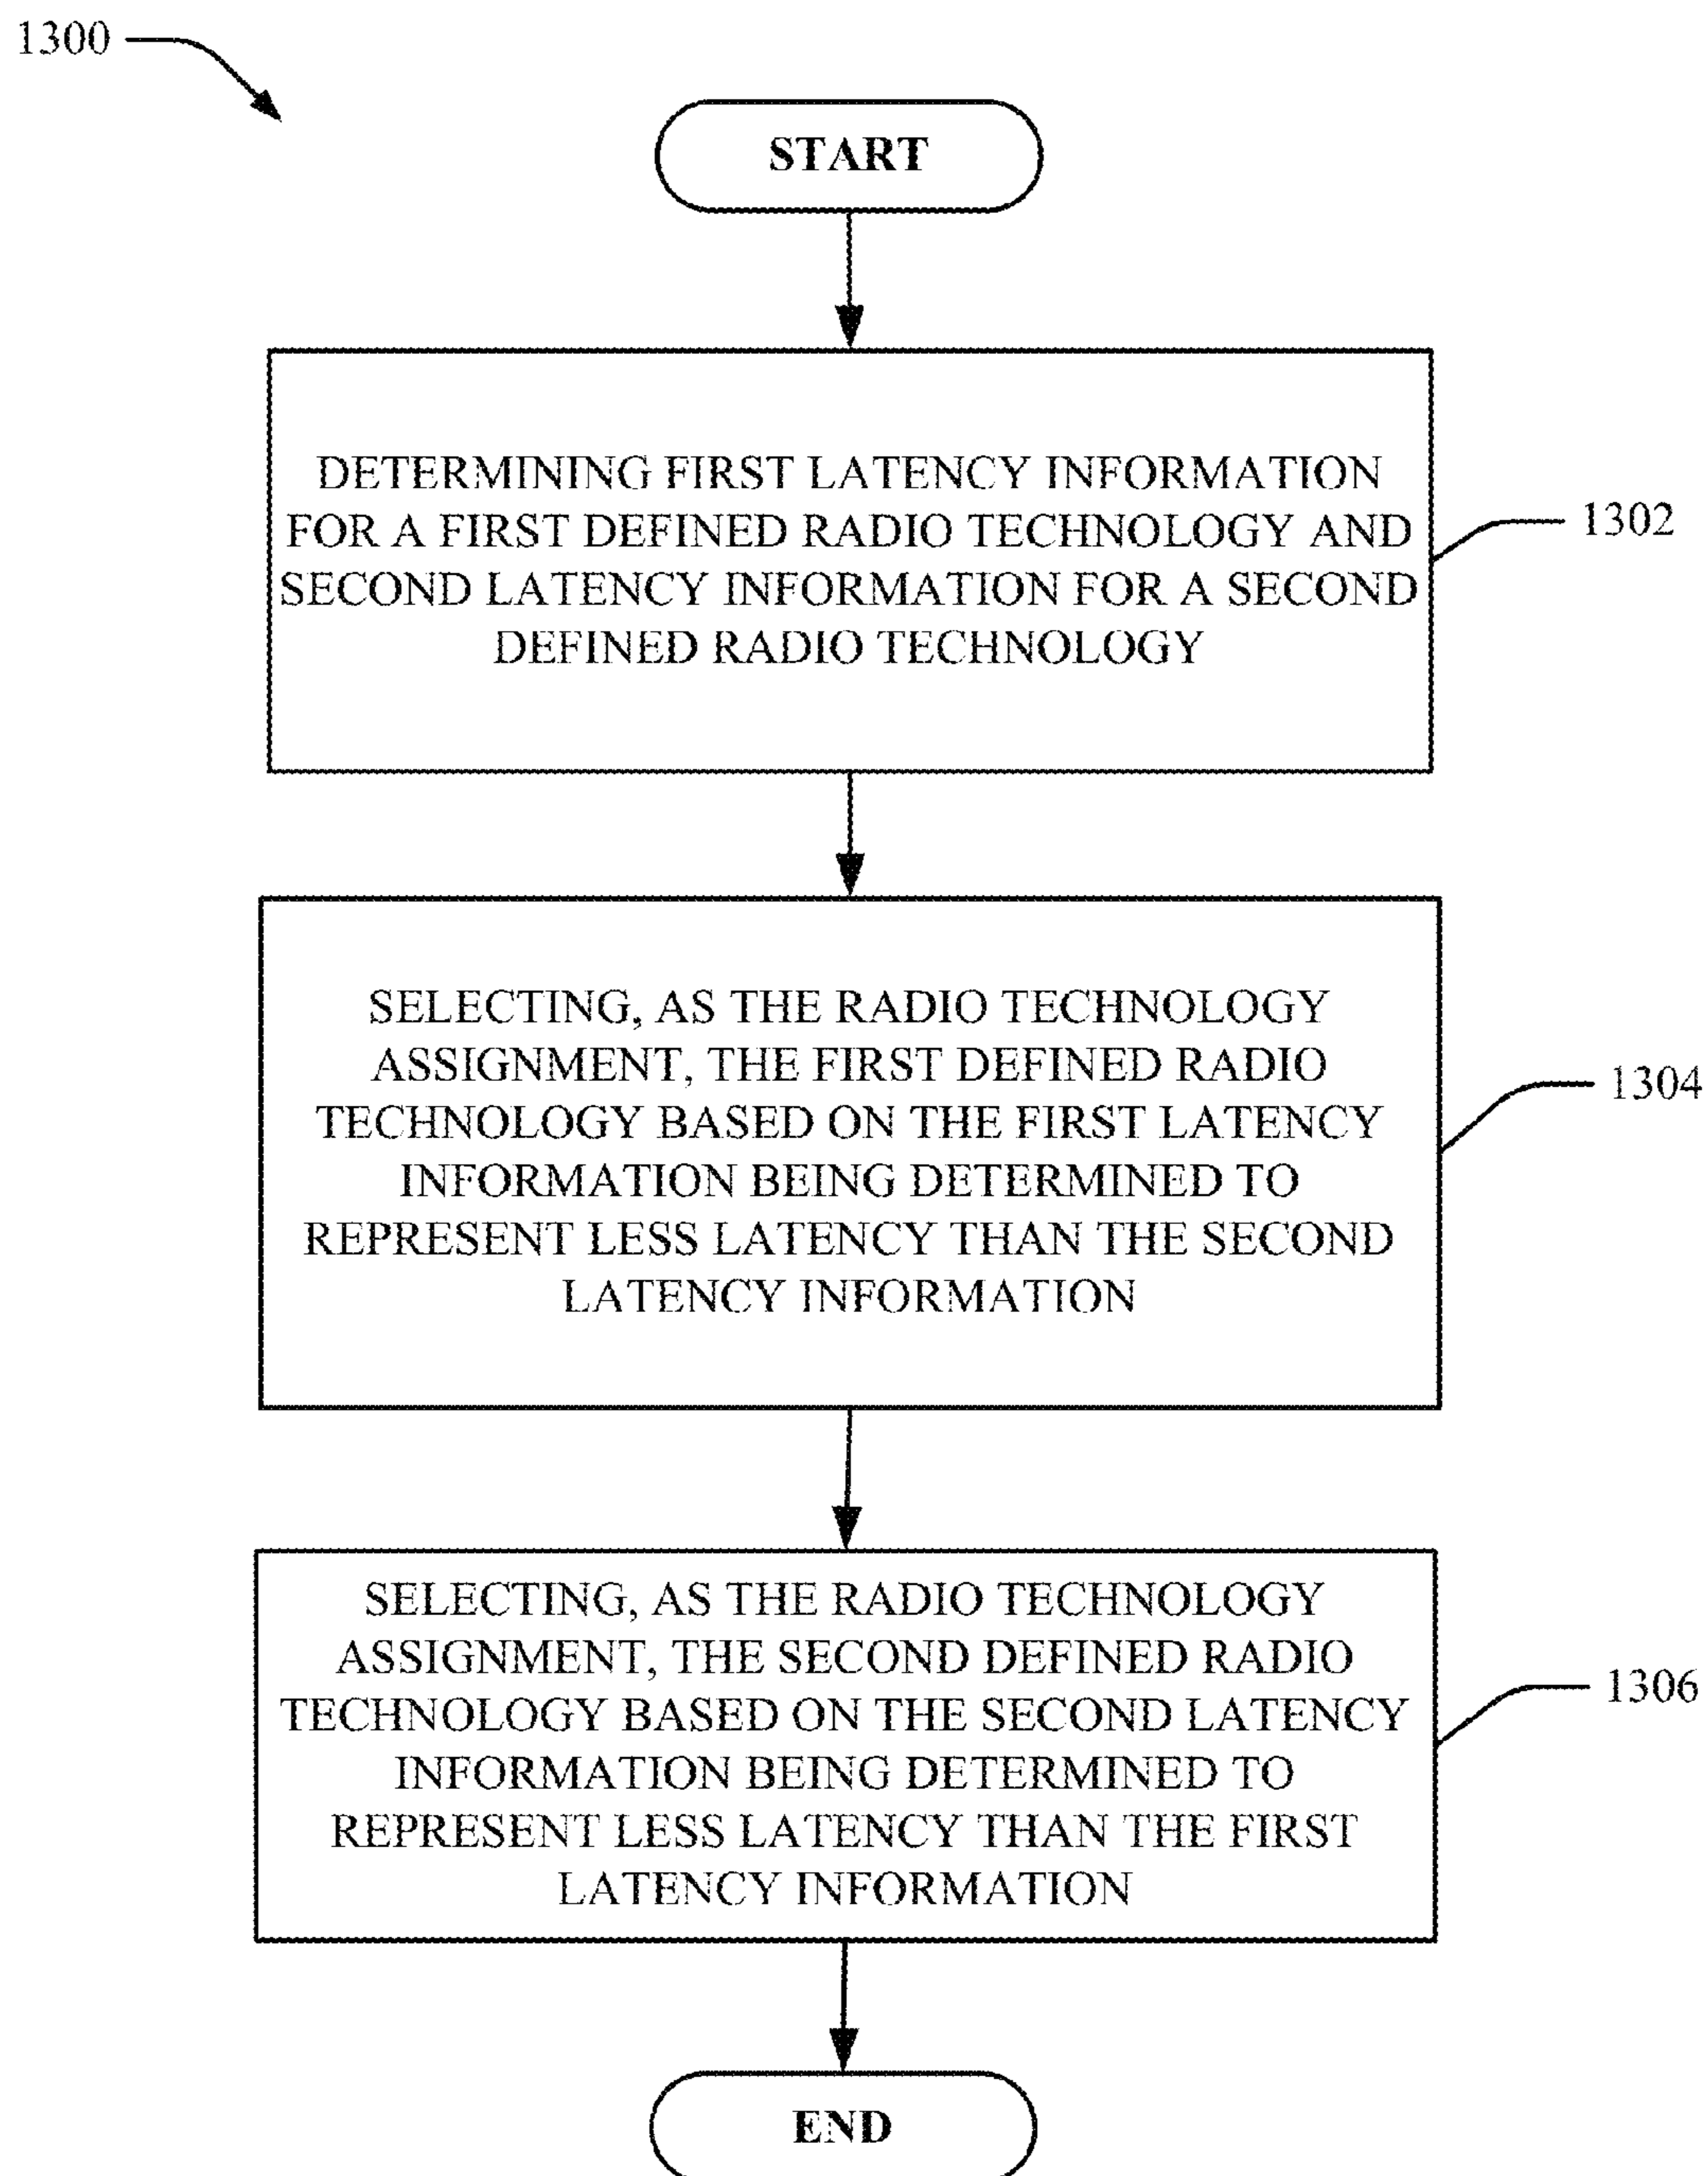 1300
START
DETERMINING FIRST LATENCY INFORMATION
FOR A FIRST DEFINED RADIO TECHNOLOGY AND
SECOND LATENCY INFORMATION FOR A SECOND
DEFINED RADIO TECHNOLOGY
1302
SELECTING, AS THE RADIO TECHNOLOGY
ASSIGNMENT, THE FIRST DEFINED RADIO
TECHNOLOGY BASED ON THE FIRST LATENCY
INFORMATION BEING DETERMINED TO
REPRESENT LESS LATENCY THAN THE SECOND
LATENCY INFORMATION
1304
SELECTING, AS THE RADIO TECHNOLOGY
ASSIGNMENT, THE SECOND DEFINED RADIO
TECHNOLOGY BASED ON THE SECOND LATENCY
INFORMATION BEING DETERMINED TO
REPRESENT LESS LATENCY THAN THE FIRST
LATENCY INFORMATION
1306
END